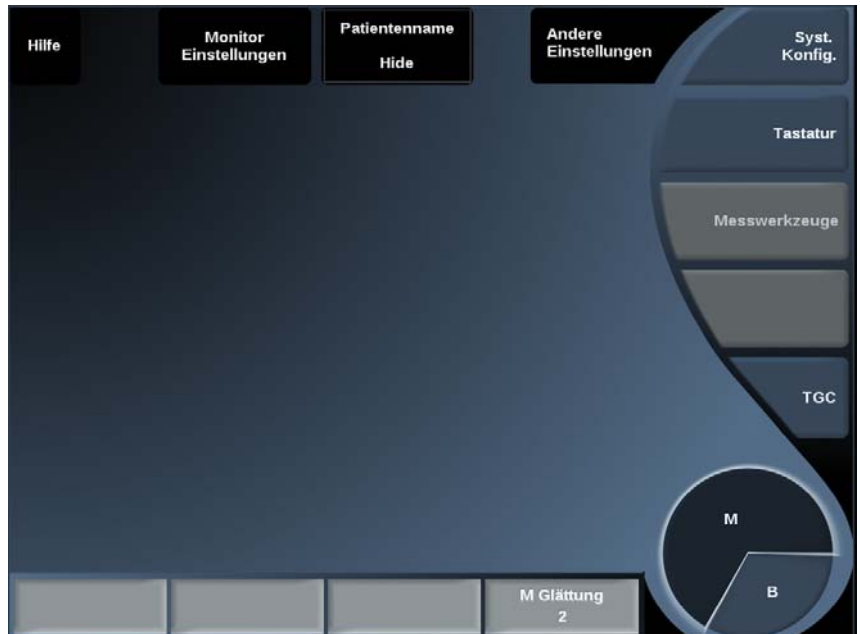 Hilfe
Monitor
Einstellungen
Patientenname
Hide
Andere
Einstellungen
Syst.
Konfig.
Tastatur
Messwerkzeuge
TGC
M
B
M Glättung
2